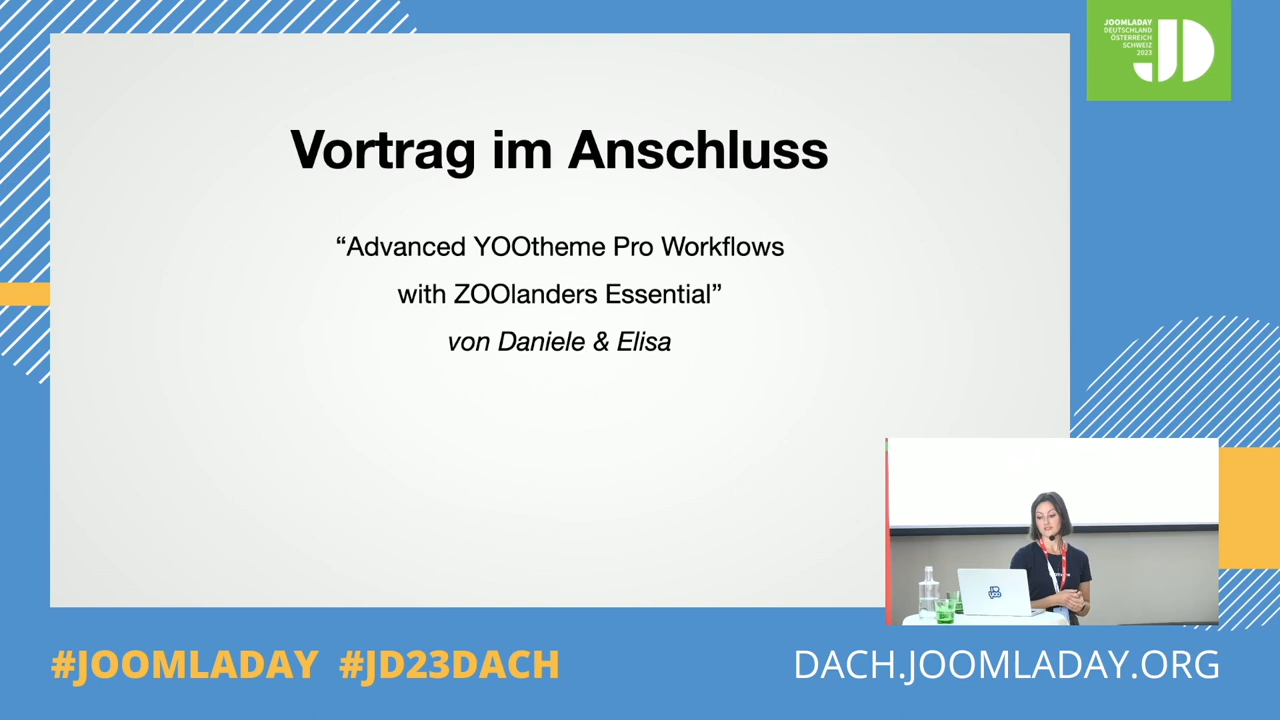 JOOMLADAY
DEUTSCHLAND
ÖSTERREICH
SCHWEIZ
2023
JD
Vortrag im Anschluss
“Advanced YOOtheme Pro Workflows
with ZOOlanders Essential”
von Daniele & Elisa
#JOOMLADAY #JD23DACH
DACH.JOOMLADAY.ORG